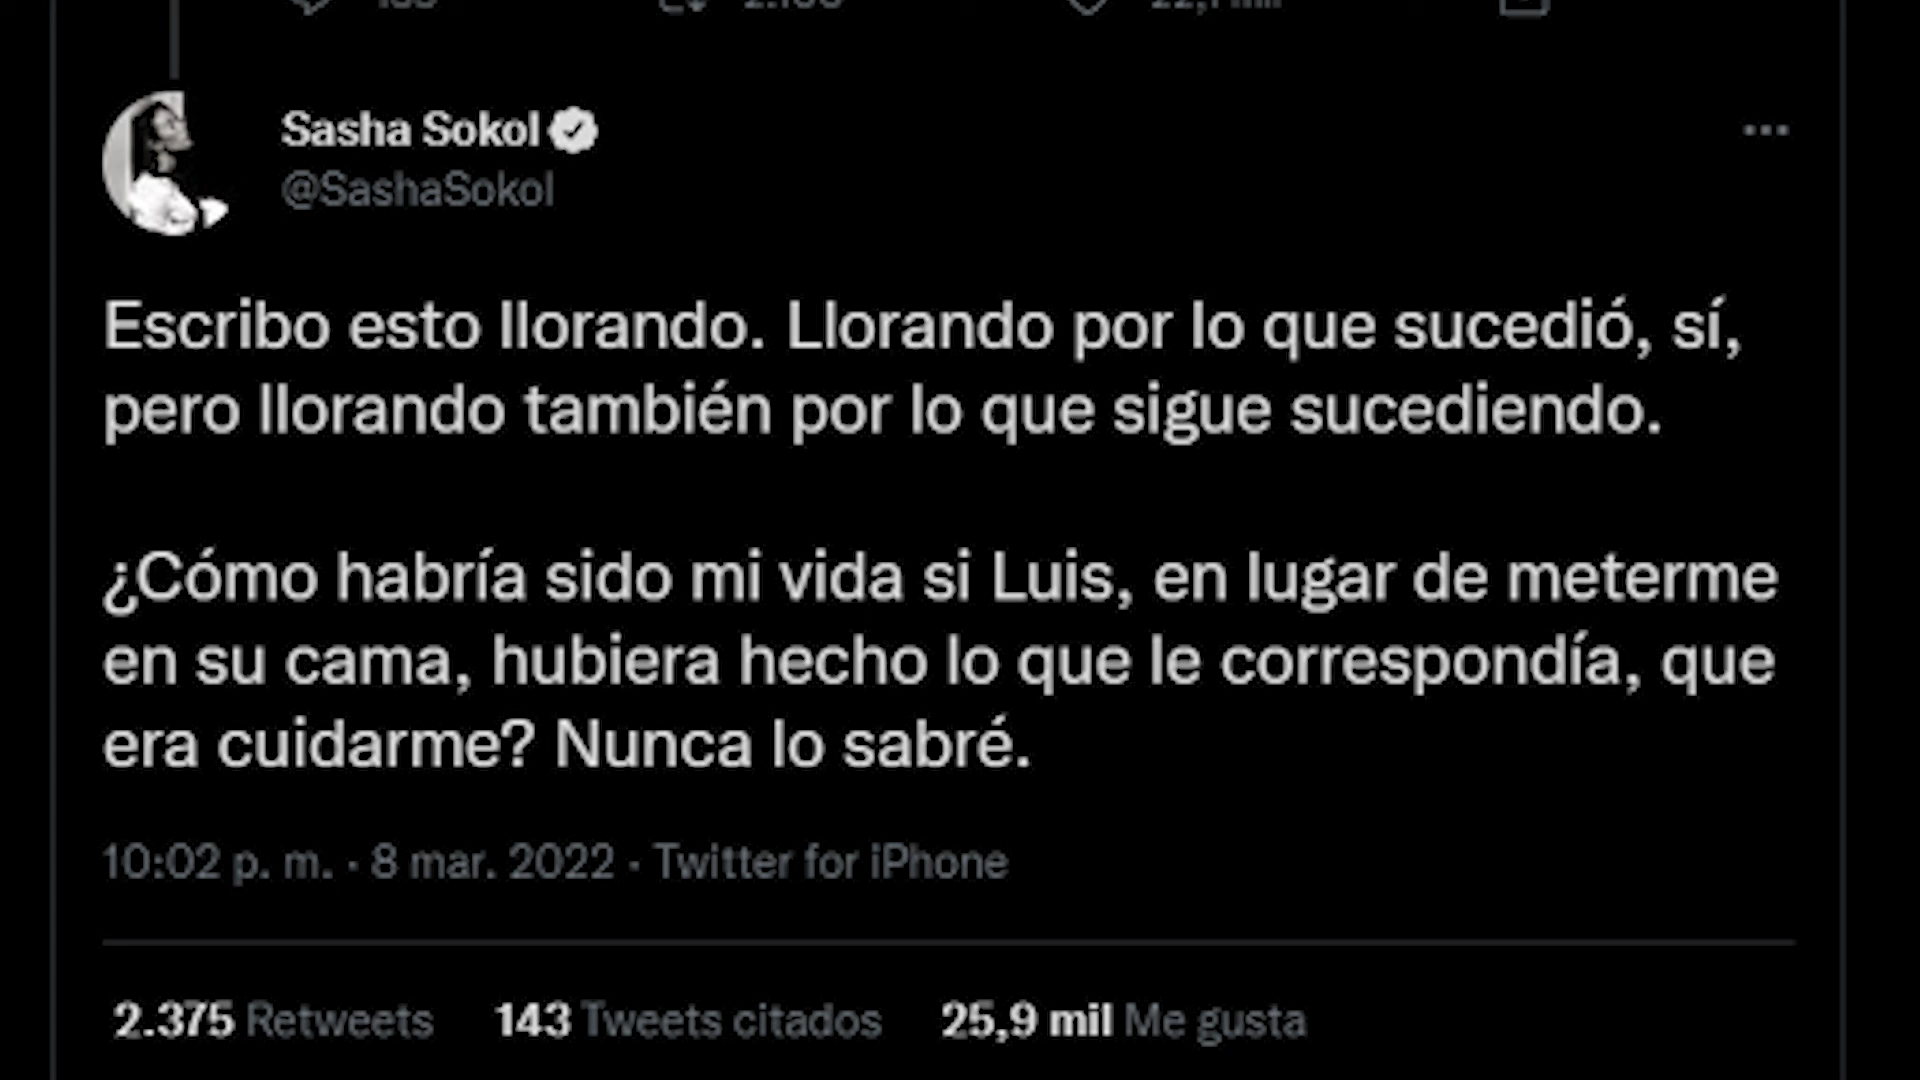 Sasha Sokol
@SashaSokol
Escribo esto llorando. Llorando por lo que sucedió, sí,
pero llorando también por lo que sigue sucediendo.
¿Cómo habría sido mi vida si Luis, en lugar de meterme
en su cama, hubiera hecho lo que le correspondía, que
era cuidarme? Nunca lo sabré.
10:02 p. m. · 8 mar. 2022 · Twitter for iPhone
2.375 Retweets 143 Tweets citados 25,9 mil Me gusta